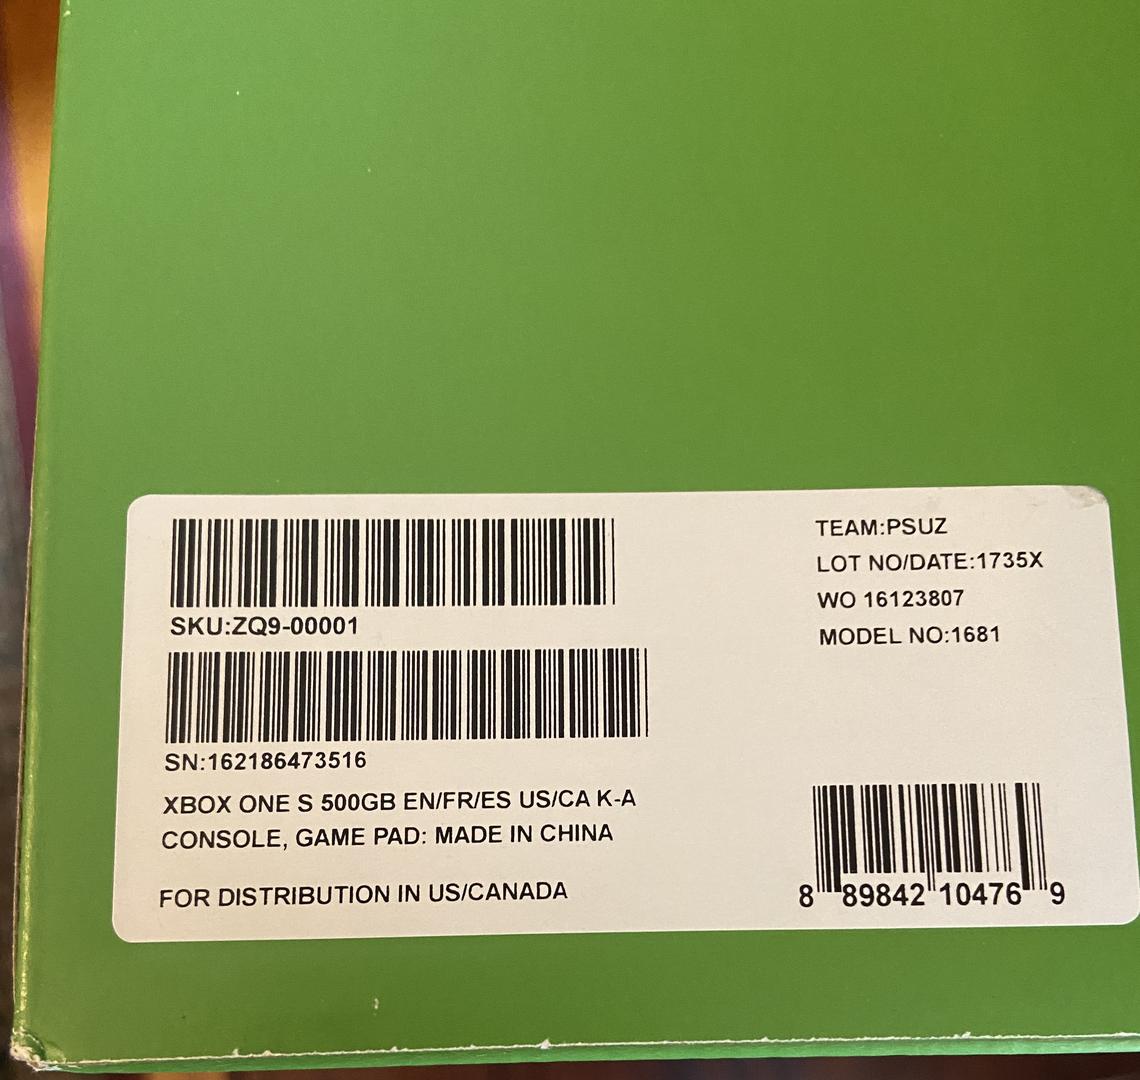 SKU:ZQ9-00001
SN:162186473516
XBOX ONE S 500GB EN/FR/ES US/CA K-A
CONSOLE, GAME PAD: MADE IN CHINA
FOR DISTRIBUTION IN US/CANADA
TEAM:PSUZ
LOT NO/DATE:1735X
WO 16123807
MODEL NO:1681
8 89842 10476 9